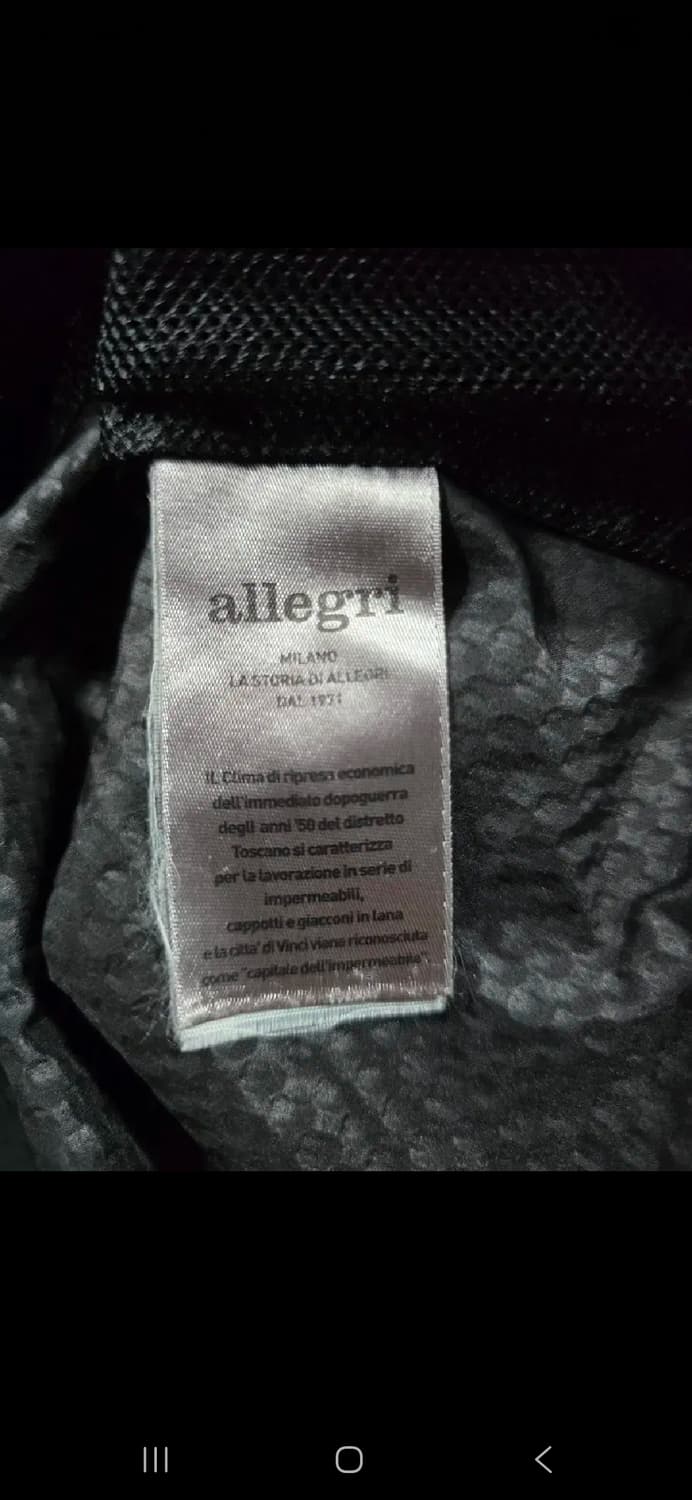 allegri
MILANO
LA STORIA DI ALLEGRI
DAL 1971
IL Clima di ripresa economica
dell'immediato dopoguerra
degli anni '50 del distretto
Toscano si caratterizza
per la lavorazione in serie di
impermeabili,
cappotti e giacconi in lana
e la citta' di Vinci viene riconosciuta
come "capitale dell'impermeabile".